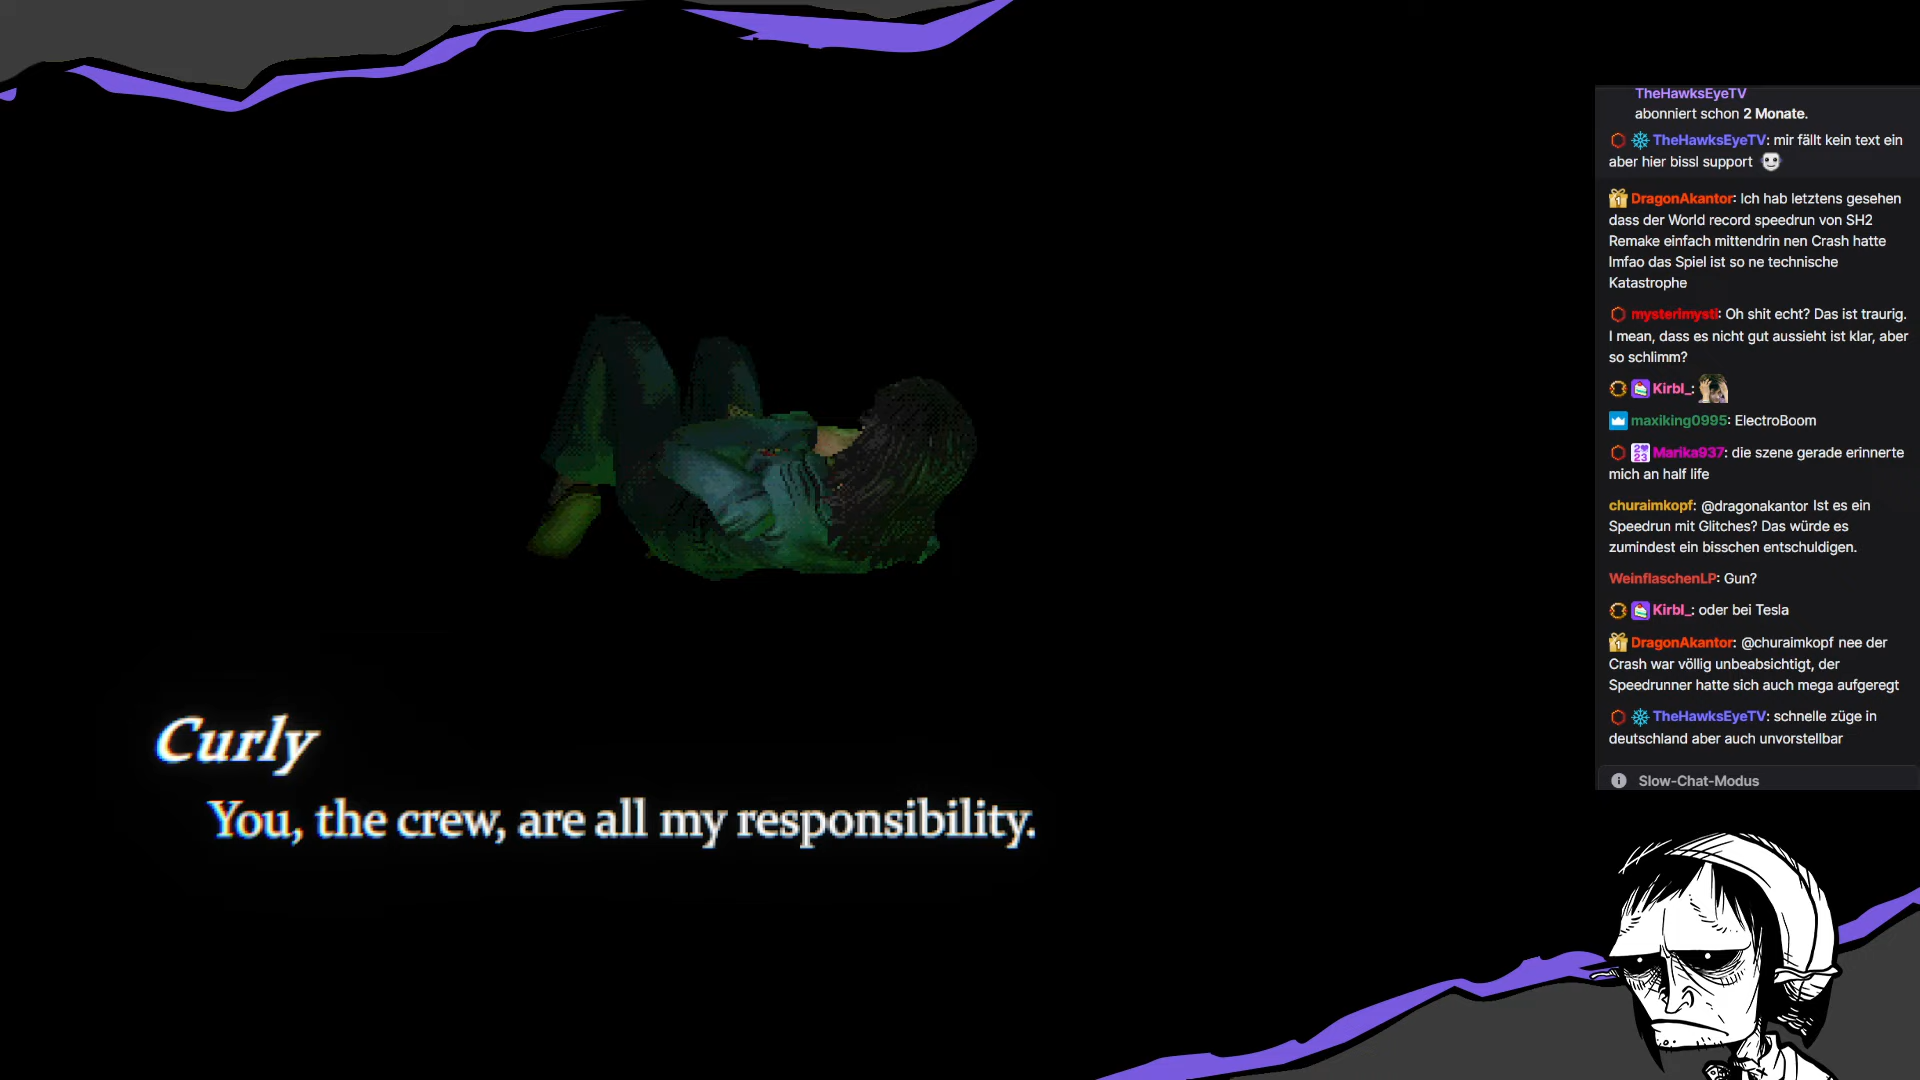 TheHawksEyeTV
abonniert schon 2 Monate.
TheHawksEyeTV: mir fällt kein text ein
aber hier bissl support
DragonAkantor: Ich hab letztens gesehen
dass der World record speedrun von SH2
Remake einfach mittendrin nen Crash hatte
lmfao das Spiel ist so ne technische
Katastrophe
mysterimysti: Oh shit echt? Das ist traurig.
I mean, dass es nicht gut aussieht ist klar, aber
so schlimm?
Kirbl_:
maxiking0995: ElectroBoom
Marika937: die szene gerade erinnerte
mich an half life
churaimkopf: @dragonakantor Ist es ein
Speedrun mit Glitches? Das würde es
zumindest ein bisschen entschuldigen.
WeinflaschenLP: Gun?
Kirbl_: oder bei Tesla
DragonAkantor: @churaimkopf nee der
Crash war völlig unbeabsichtigt, der
Speedrunner hatte sich auch mega aufgeregt
TheHawksEyeTV: schnelle züge in
deutschland aber auch unvorstellbar
Slow-Chat-Modus
Curly
You, the crew, are all my responsibility.